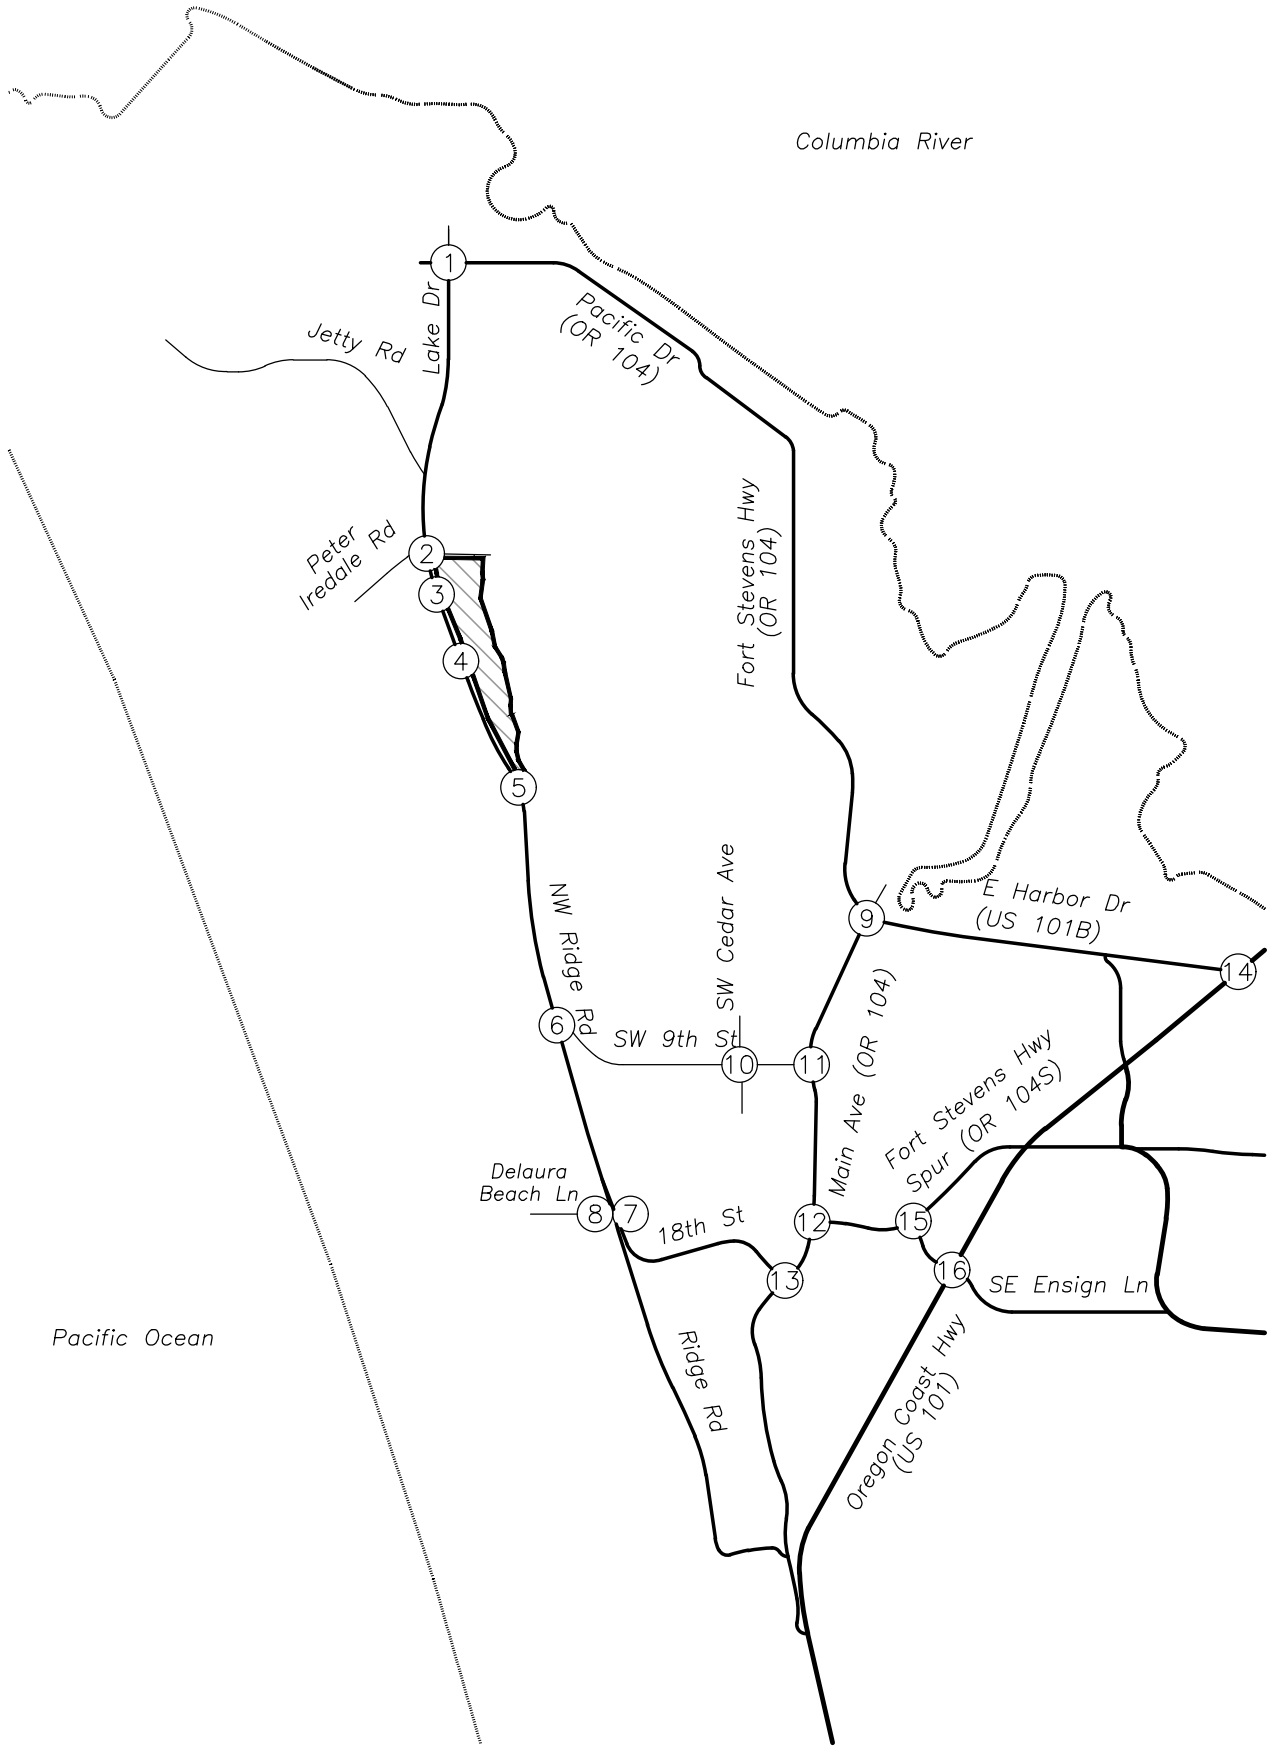 Columbia River
1
Lake Dr
Jetty Rd
Pacific Dr
(OR 104)
Peter
Iredale Rd
2
3
4
5
Fort Stevens Hwy
(OR 104)
NW Ridge Rd
SW Cedar Ave
9
E Harbor Dr
(US 101B)
14
6
SW 9th St
10
11
Main Ave (OR 104)
Fort Stevens Hwy
Spur (OR 104S)
Delaura
Beach Ln
8
7
18th St
12
15
13
16
SE Ensign Ln
Pacific Ocean
Ridge Rd
Oregon Coast Hwy
(US 101)